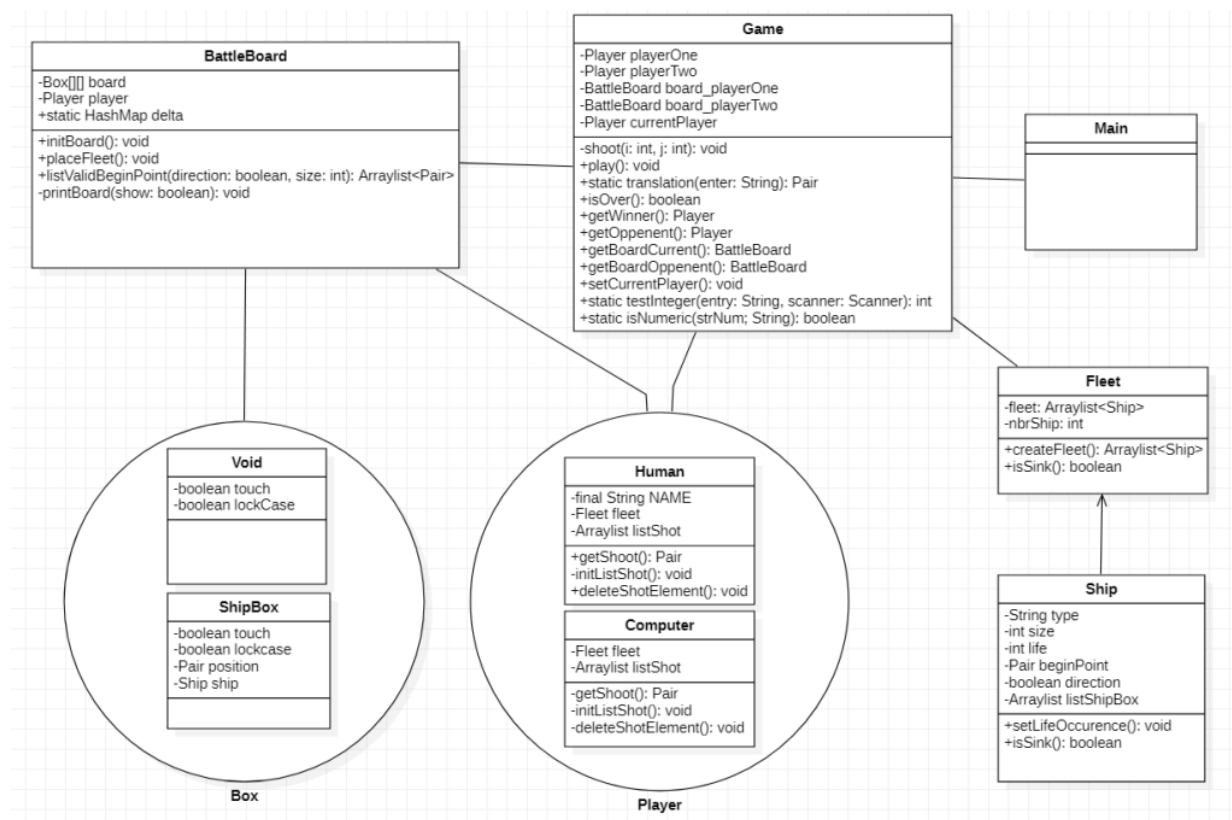 BattleBoard
-Box[][] board
-Player player
+static HashMap delta
+initBoard(): void
+placeFleet(): void
+listValidBeginPoint(direction: boolean, size: int): Arraylist<Pair>
-printBoard(show: boolean): void
Game
-Player playerOne
-Player playerTwo
-BattleBoard board_playerOne
-BattleBoard board_playerTwo
-Player currentPlayer
-shoot(i: int, j: int): void
+play(): void
+static translation(enter: String): Pair
+isOver(): boolean
+getWinner(): Player
+getOppenent(): Player
+getBoardCurrent(): BattleBoard
+getBoardOppenent(): BattleBoard
+setCurrentPlayer(): void
+static testInteger(entry: String, scanner: Scanner): int
+static isNumeric(strNum; String): boolean
Main
Fleet
-fleet: Arraylist<Ship>
-nbrShip: int
+createFleet(): Arraylist<Ship>
+isSink(): boolean
Void
-boolean touch
-boolean lockCase
ShipBox
-boolean touch
-boolean lockcase
-Pair position
-Ship ship
Box
Human
-final String NAME
-Fleet fleet
-Arraylist listShot
+getShoot(): Pair
-initListShot(): void
+deleteShotElement(): void
Computer
-Fleet fleet
-Arraylist listShot
-getShoot(): Pair
-initListShot(): void
-deleteShotElement(): void
Player
Ship
-String type
-int size
-int life
-Pair beginPoint
-boolean direction
-Arraylist listShipBox
+setLifeOccurence(): void
+isSink(): boolean